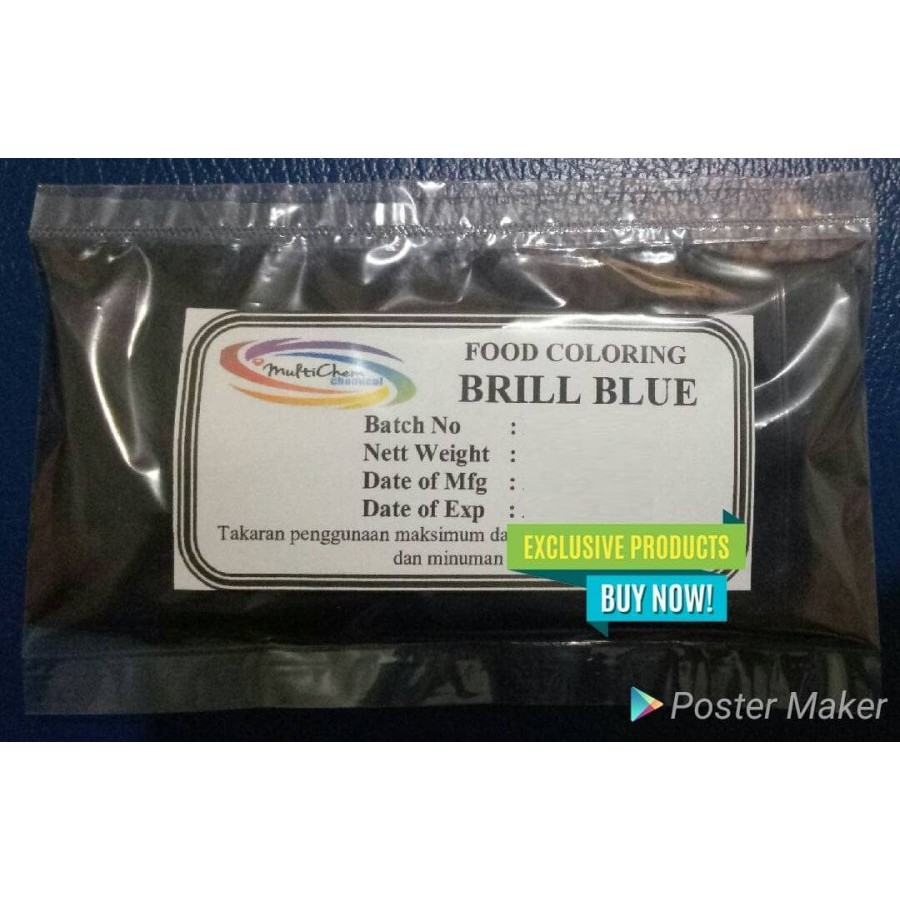 MultiChem
chemical
FOOD COLORING
BRILL BLUE
Batch No :
Nett Weight :
Date of Mfg :
Date of Exp :
Takaran penggunaan maksimum
dan minuman
EXCLUSIVE PRODUCTS
BUY NOW!
Poster Maker